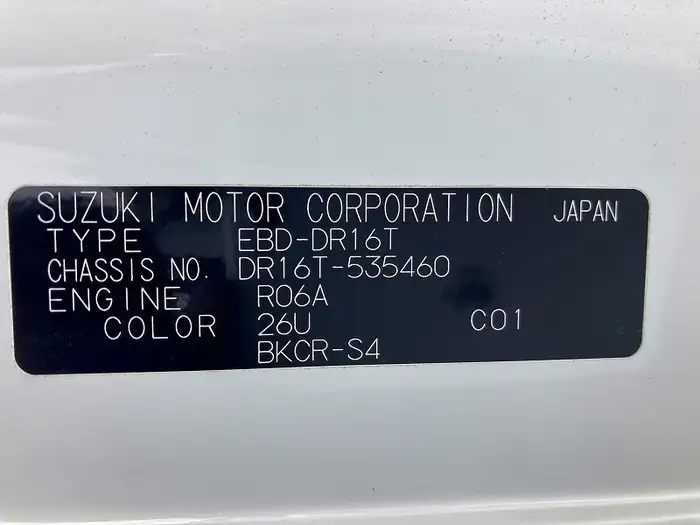 SUZUKI MOTOR CORPORATION JAPAN
TYPE EBD-DR16T
CHASSIS NO. DR16T-535460
ENGINE R06A
COLOR 26U C01
BKCR-S4